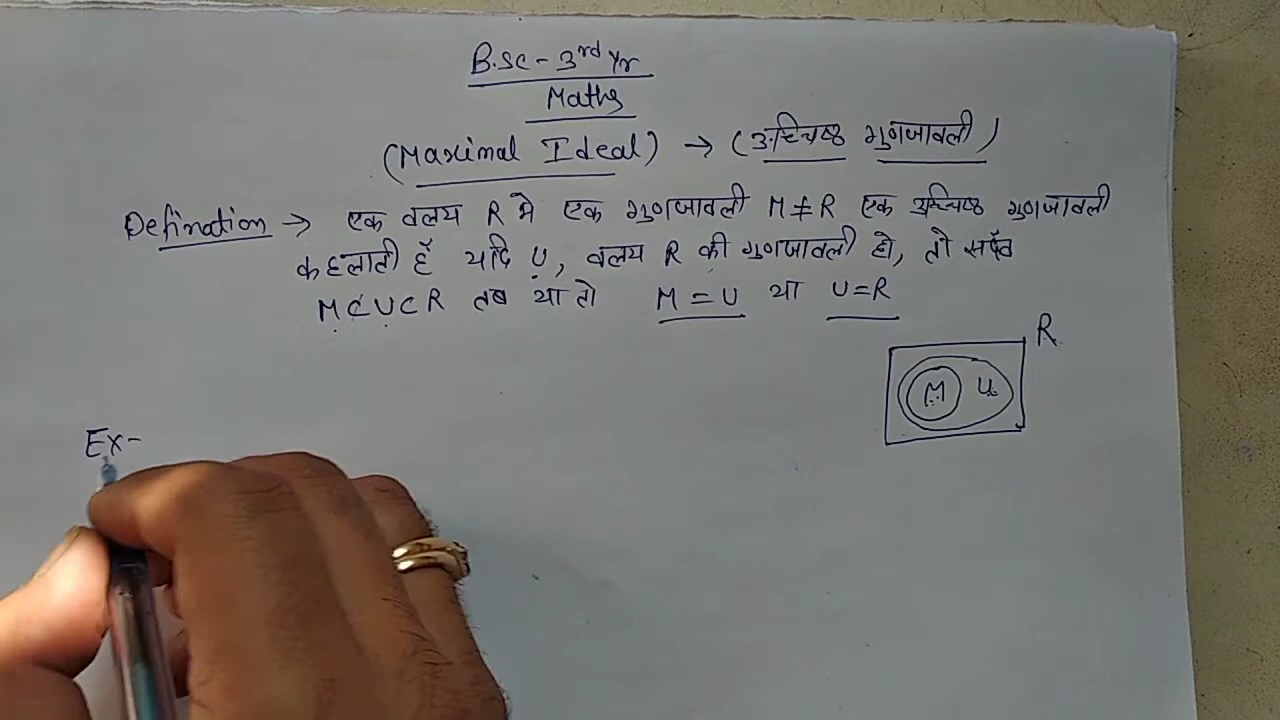 B.sc - 3rd Yr
Maths
(Maximal Ideal) → (उच्चिष्ठ गुणजावली)
Defination → एक वलय R मे एक गुणजावली M ≠ R एक उच्चिष्ठ गुणजावली
कहलाती हैं यदि U, वलय R की गुणजावली हो, तो सदैव
M ⊂ U ⊂ R तब या तो M = U या U = R
R
M U
Ex-